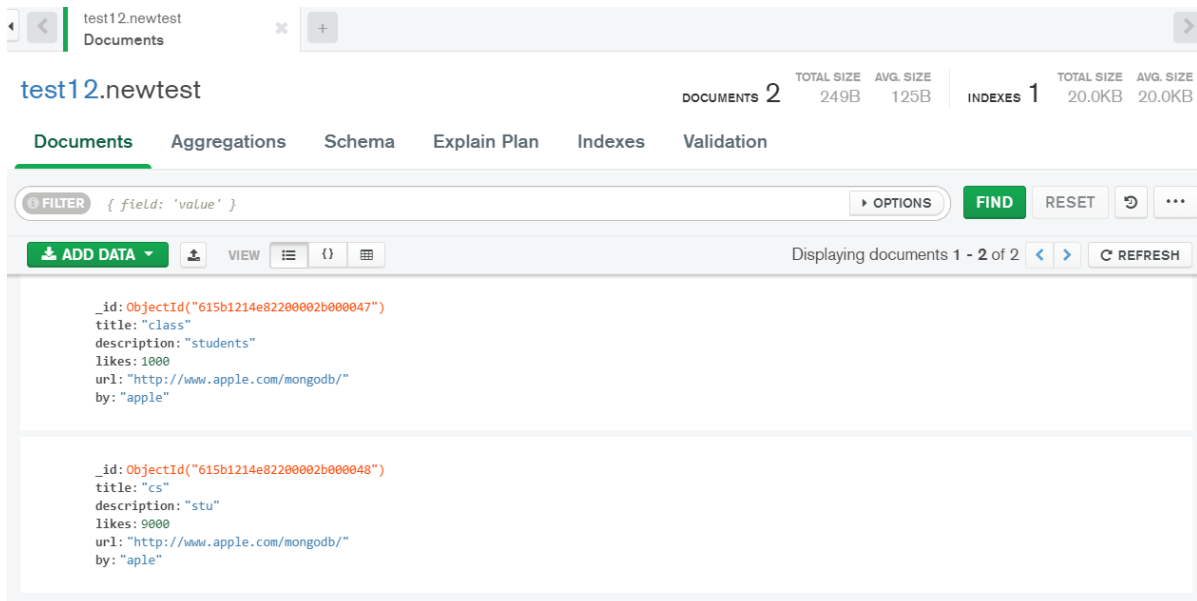 test12.newtest
Documents
test12.newtest
DOCUMENTS 2 TOTAL SIZE 249B AVG. SIZE 125B INDEXES 1 TOTAL SIZE 20.0KB AVG. SIZE 20.0KB
Documents Aggregations Schema Explain Plan Indexes Validation
FILTER { field: 'value' } OPTIONS FIND RESET
ADD DATA VIEW {} Displaying documents 1 - 2 of 2 REFRESH
_id: ObjectId("615b1214e82200002b000047")
title: "class"
description: "students"
likes: 1000
url: "http://www.apple.com/mongodb/"
by: "apple"
_id: ObjectId("615b1214e82200002b000048")
title: "cs"
description: "stu"
likes: 9000
url: "http://www.apple.com/mongodb/"
by: "aple"